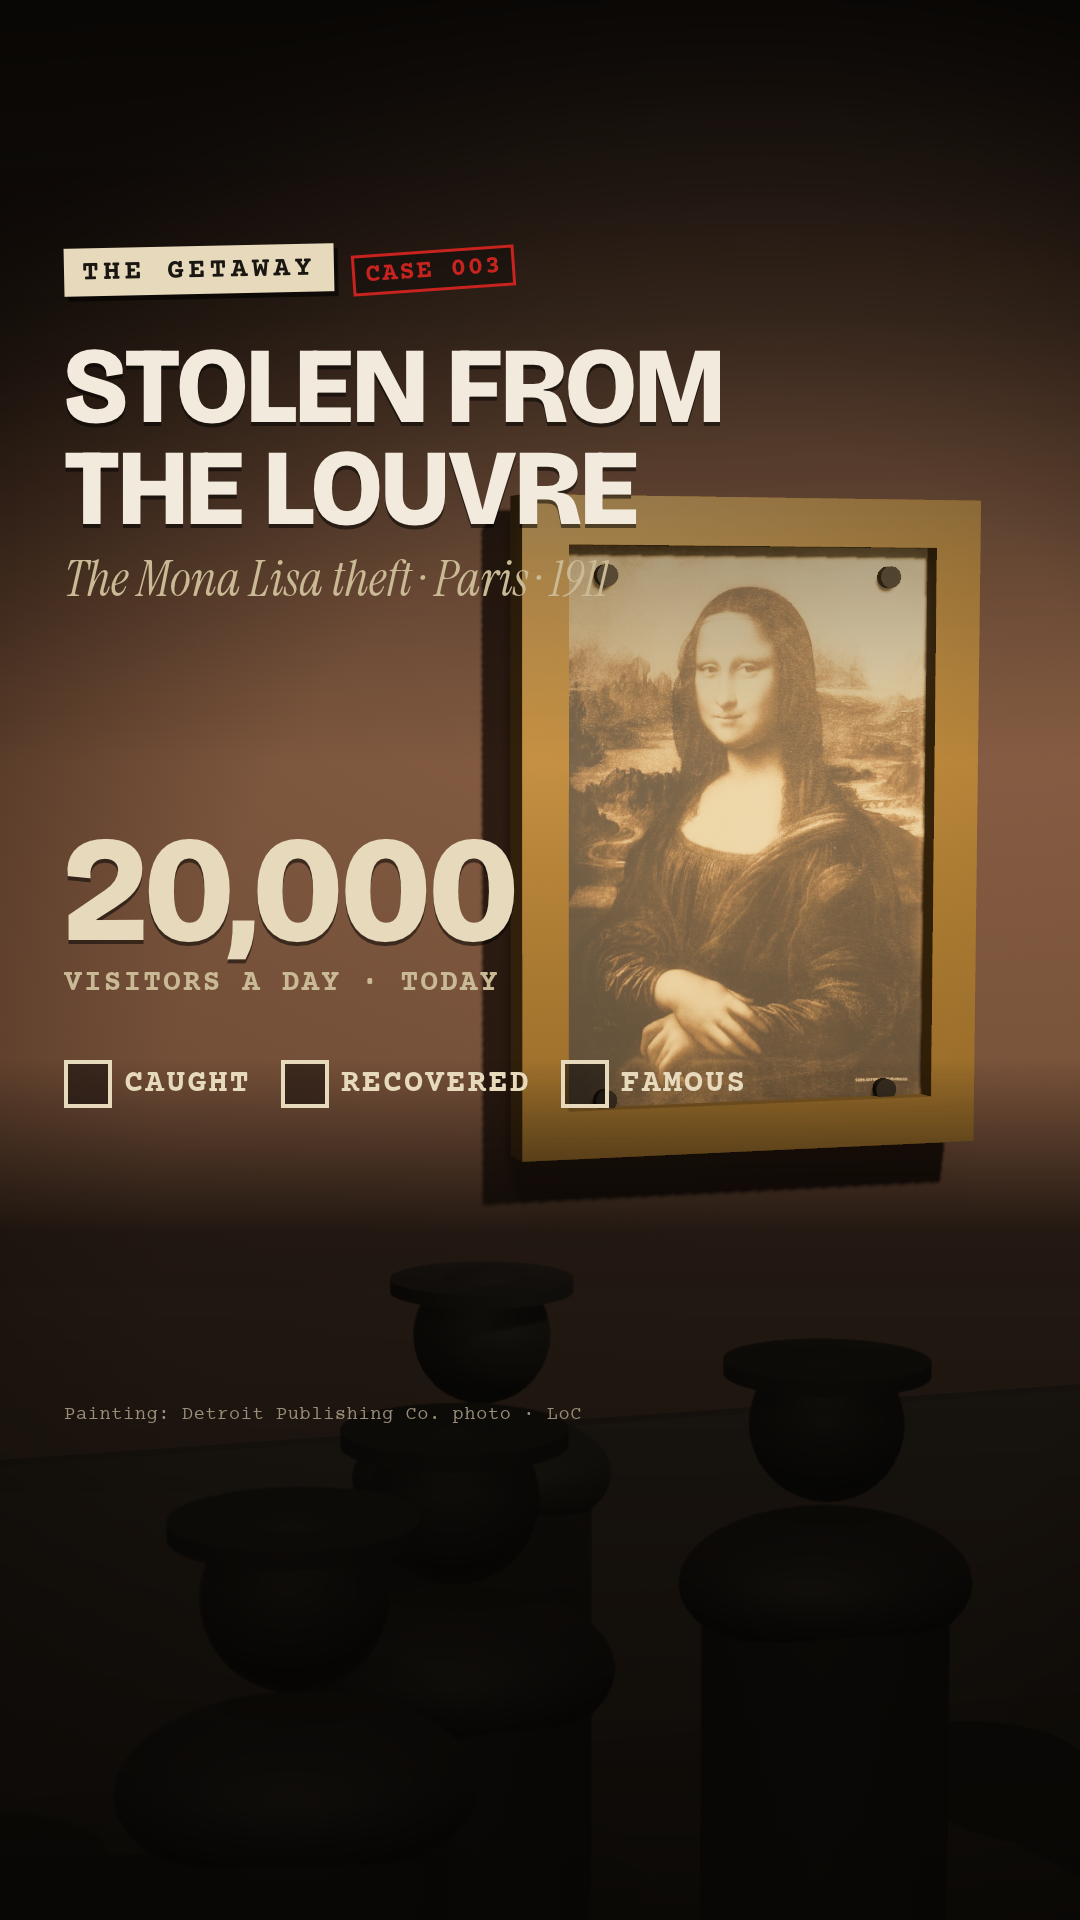 THE GETAWAY
CASE 003
STOLEN FROM
THE LOUVRE
The Mona Lisa theft · Paris · 1911
20,000
VISITORS A DAY · TODAY
CAUGHT
RECOVERED
FAMOUS
Painting: Detroit Publishing Co. photo · LoC